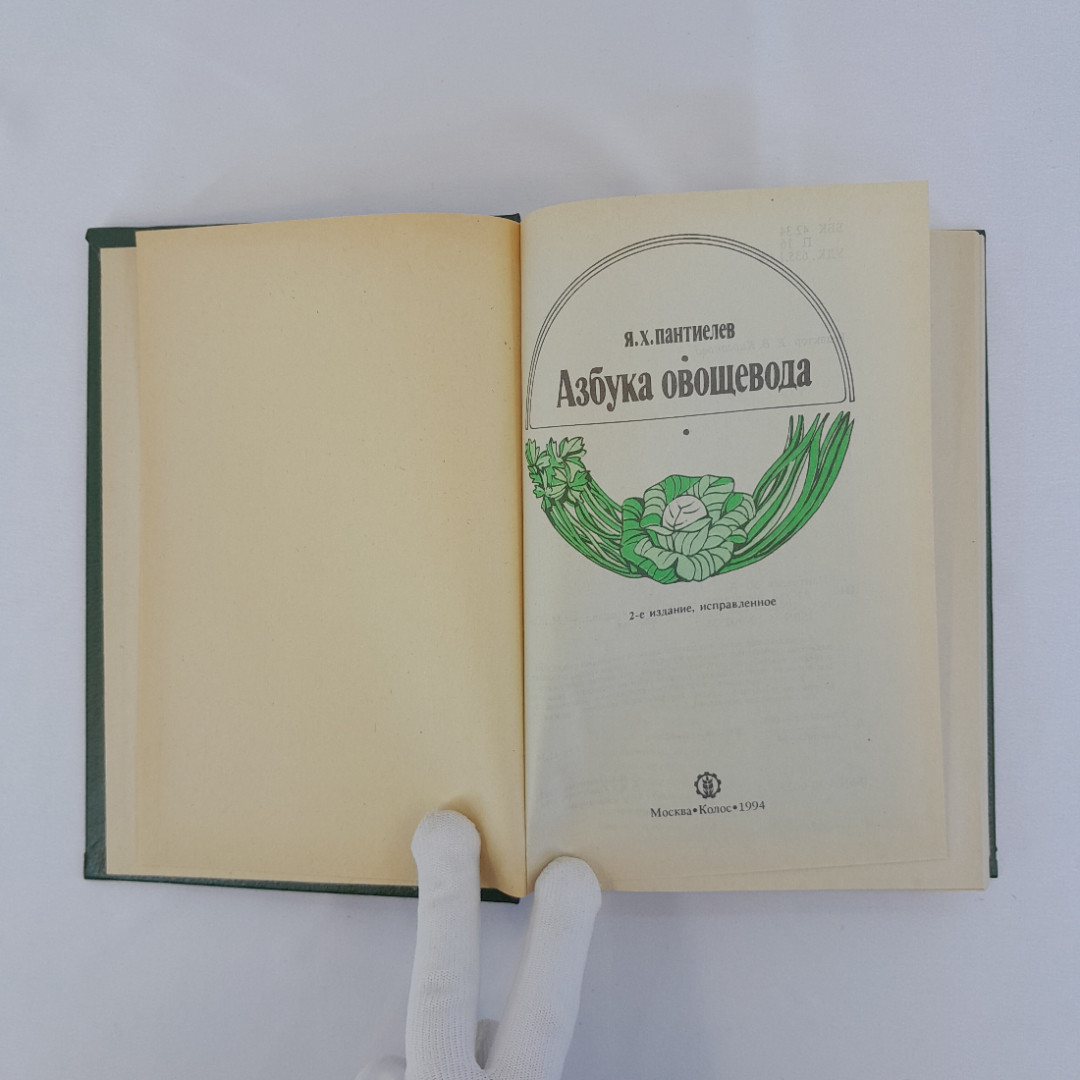 Я.Х.ПАНТИЕЛЕВ
Азбука овощевода
2-е издание, исправленное
Москва•Колос•1994